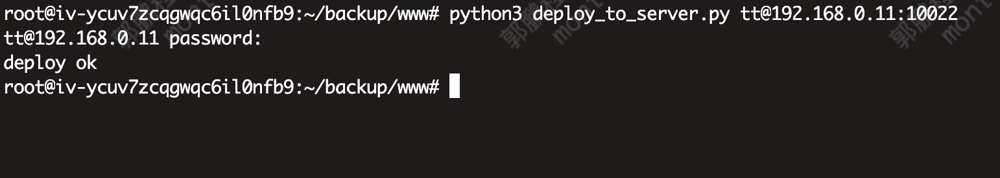 root@iv-ycuv7zcqgwqc6il0nfb9:~/backup/www# python3 deploy_to_server.py tt@192.168.0.11:10022
tt@192.168.0.11 password:
deploy ok
root@iv-ycuv7zcqgwqc6il0nfb9:~/backup/www#